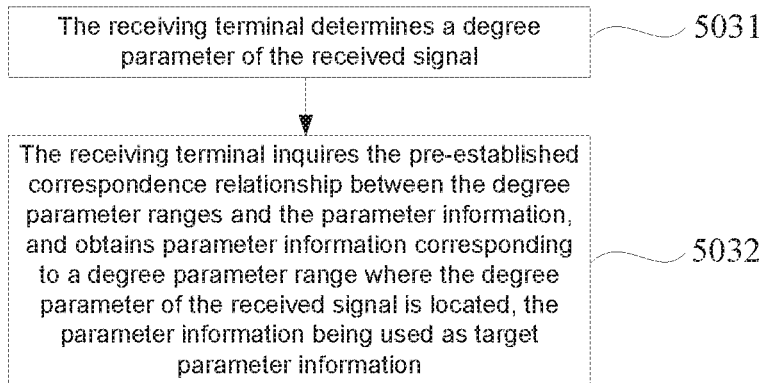 The receiving terminal determines a degree
parameter of the received signal
5031
The receiving terminal inquires the pre-established
correspondence relationship between the degree
parameter ranges and the parameter information,
and obtains parameter information corresponding
to a degree parameter range where the degree
parameter of the received signal is located, the
parameter information being used as target
parameter information
5032